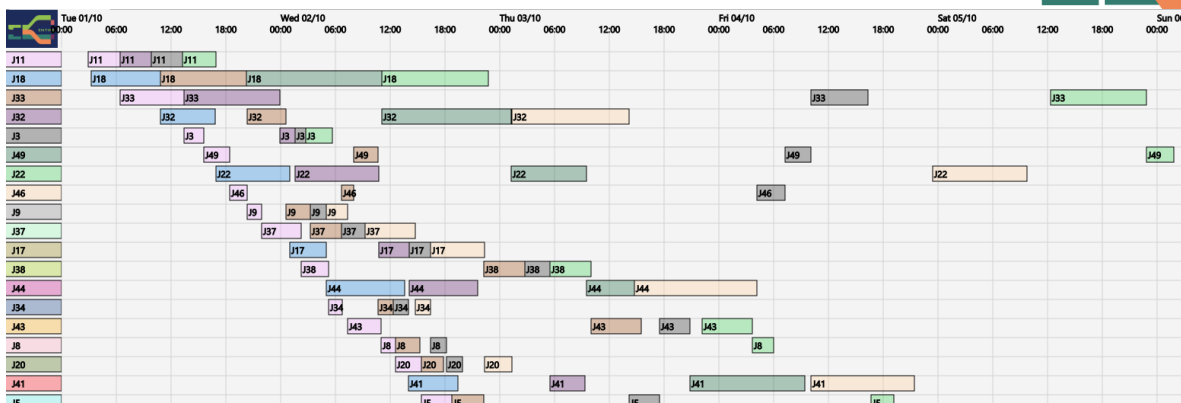 Tue 01/10 Wed 02/10 Thu 03/10 Fri 04/10 Sat 05/10 Sun
0:00 06:00 12:00 18:00 00:00 06:00 12:00 18:00 00:00 06:00 12:00 18:00 00:00 06:00 12:00 18:00 00:00 06:00 12:00 18:00 00:00
J11 J11 J11 J11 J11
J18 J18 J18 J18 J18
J33 J33 J33 J33 J33
J32 J32 J32 J32 J32
J3 J3 J3 J3 J3
J49 J49 J49 J49 J49
J22 J22 J22 J22 J22
J46 J46 J46 J46
J9 J9 J9 J9 J9
J37 J37 J37 J37 J37
J17 J17 J17 J17 J17
J38 J38 J38 J38 J38
J44 J44 J44 J44 J44
J34 J34 J34 J34 J34
J43 J43 J43 J43 J43
J8 J8 J8 J8 J8
J20 J20 J20 J20 J20
J41 J41 J41 J41 J41
J5 J5 J5 J5 J5